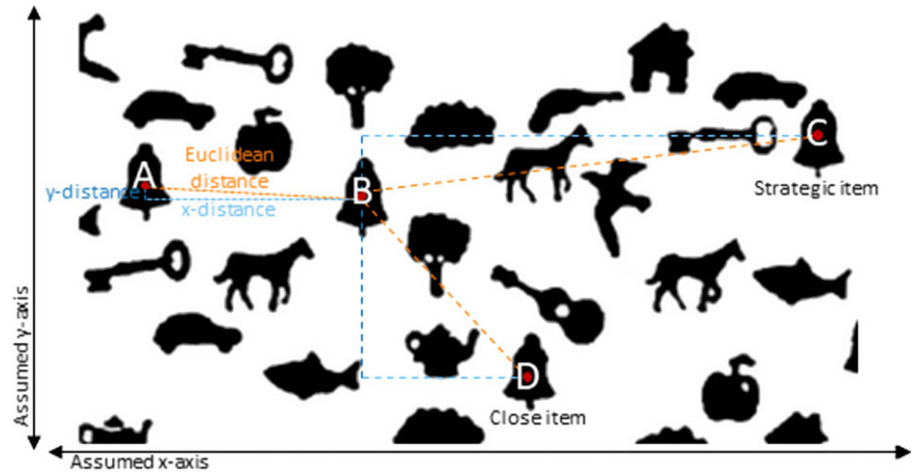 C
Strategic item
Euclidean
distance
A
B
y-distance
x-distance
D
Close item
Assumed y-axis
Assumed x-axis